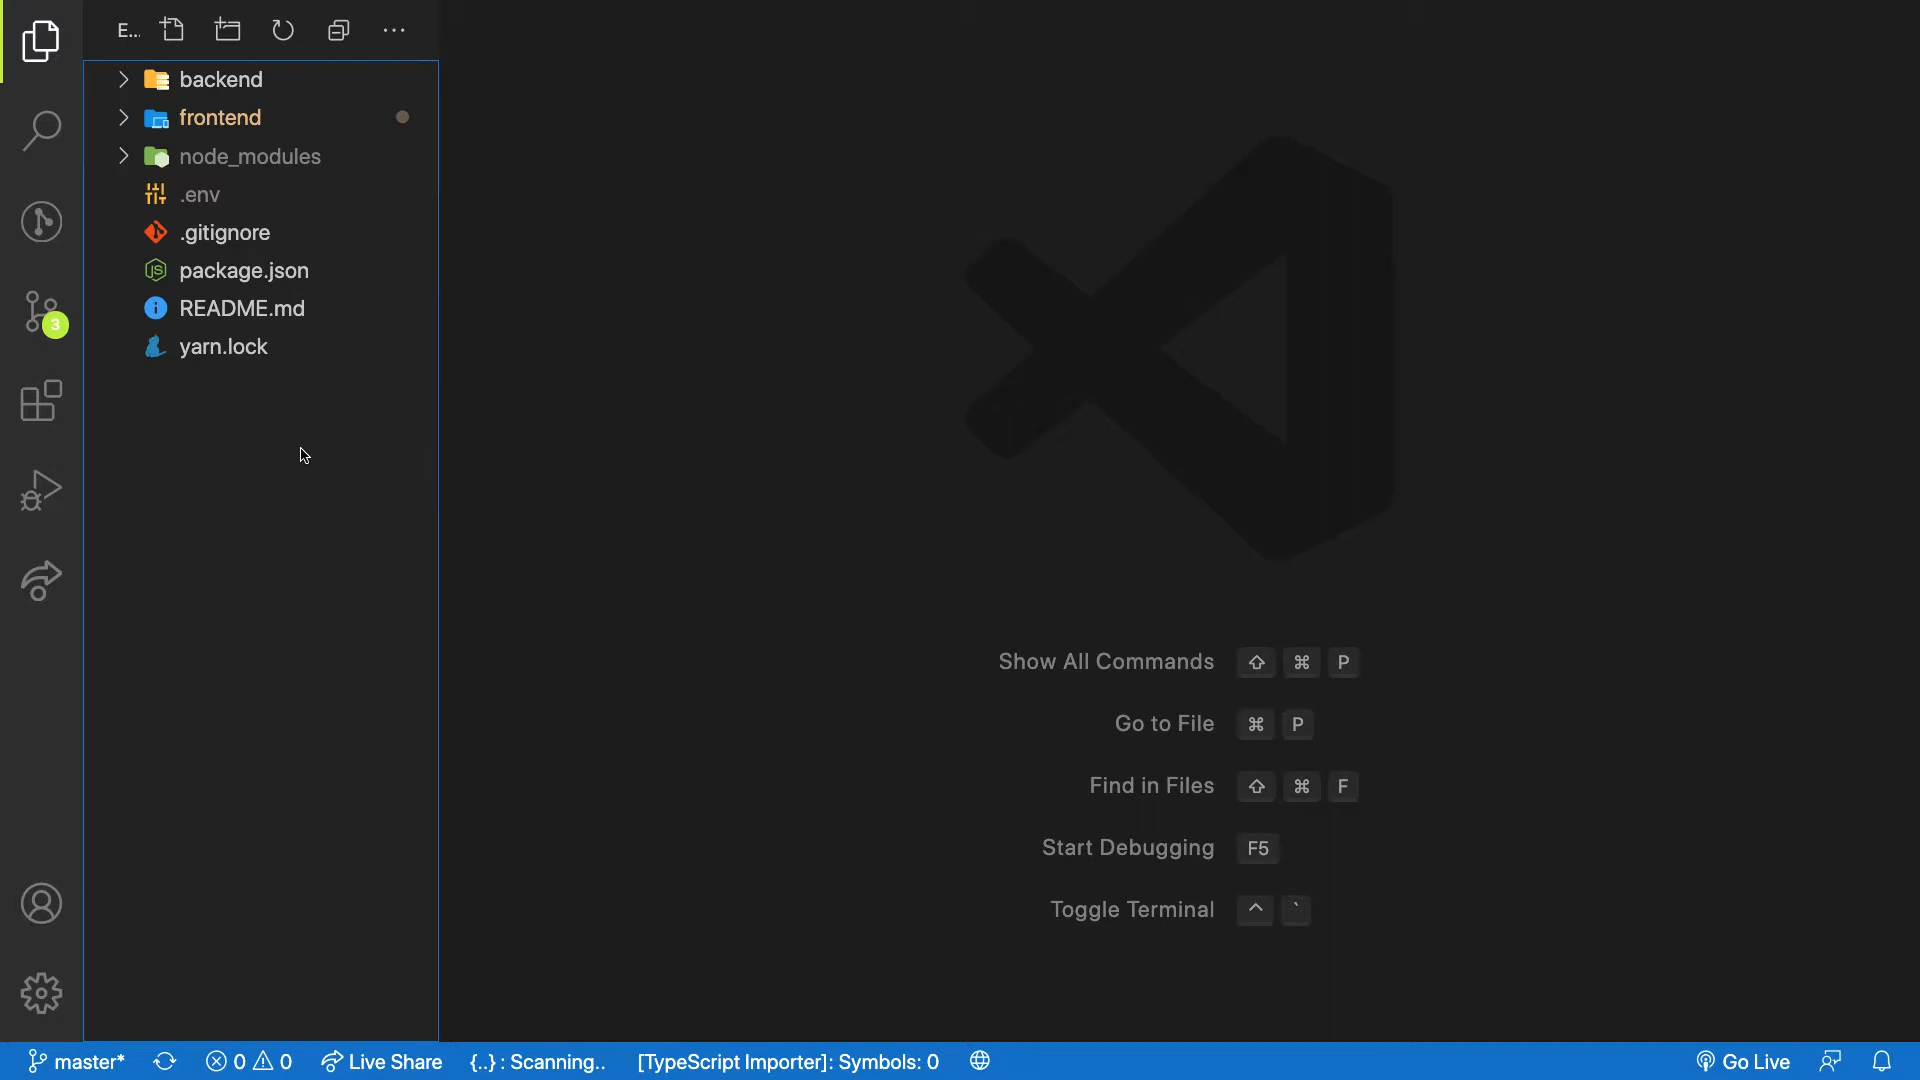 E...
backend
frontend
node_modules
.env
.gitignore
package.json
README.md
yarn.lock
3
Show All Commands ⇧ ⌘ P
Go to File ⌘ P
Find in Files ⇧ ⌘ F
Start Debugging F5
Toggle Terminal ^ `
master* 0 0 Live Share {..} : Scanning.. [TypeScript Importer]: Symbols: 0 Go Live